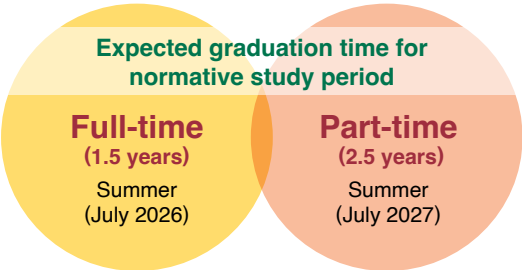 Expected graduation time for
normative study period
Full-time
(1.5 years)
Summer
(July 2026)
Part-time
(2.5 years)
Summer
(July 2027)